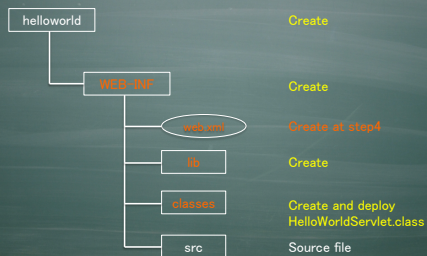 helloworld Create
WEB-INF Create
web.xml Create at step4
lib Create
classes Create and deploy
HelloWorldServlet.class
src Source file